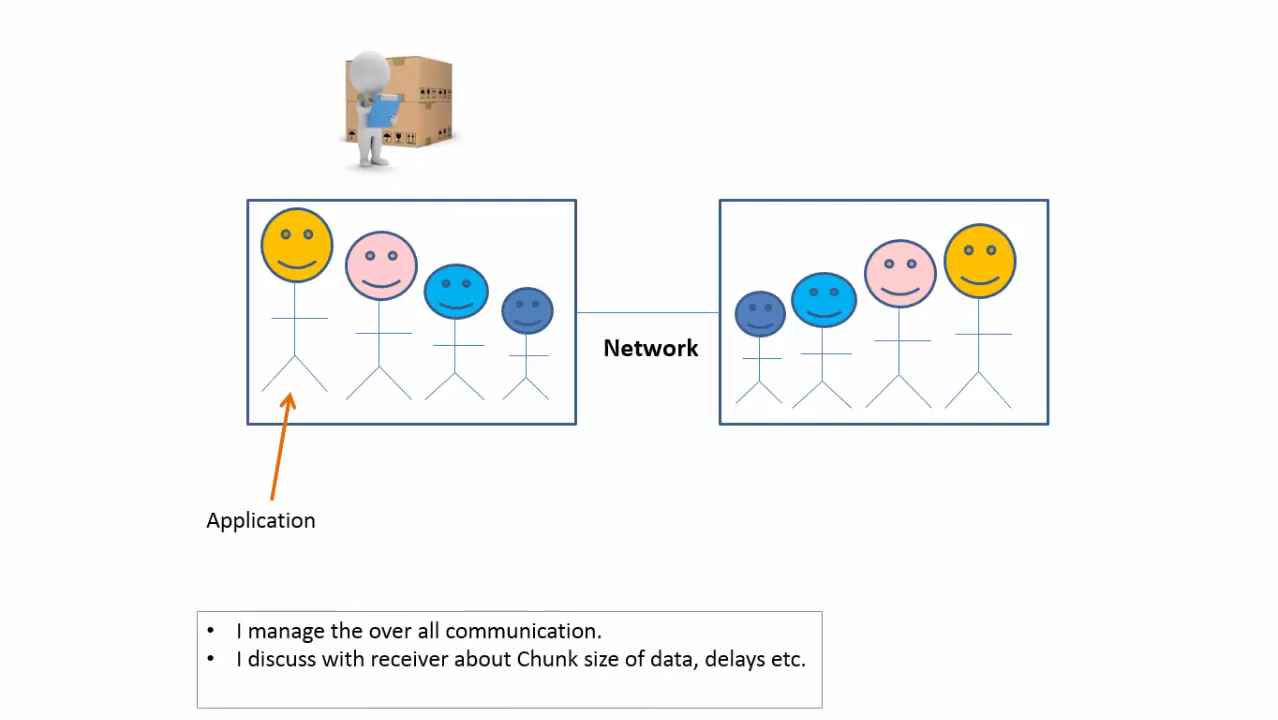 Network
Application
• I manage the over all communication.
• I discuss with receiver about Chunk size of data, delays etc.